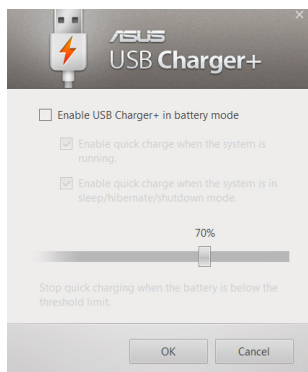 ASUS
USB Charger+
Enable USB Charger+ in battery mode
Enable quick charge when the system is
running.
Enable quick charge when the system is in
sleep/hibernate/shutdown mode.
70%
Stop quick charging when the battery is below the
threshold limit.
OK
Cancel